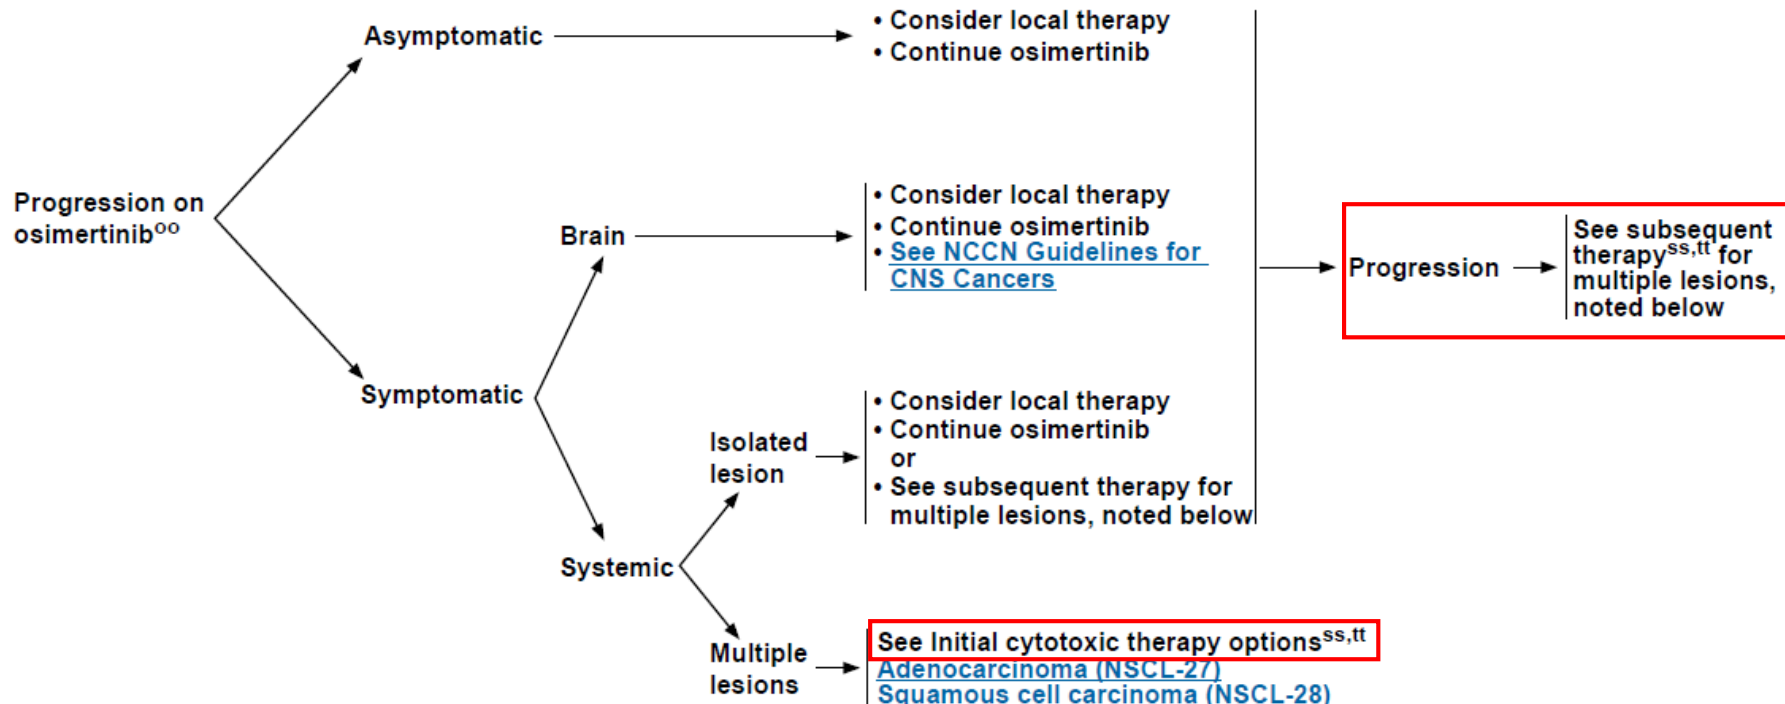 Asymptomatic
• Consider local therapy
• Continue osimertinib
Progression on
osimertinib^oo
Brain
• Consider local therapy
• Continue osimertinib
• See NCCN Guidelines for
CNS Cancers
Progression
See subsequent
therapy^ss,tt for
multiple lesions,
noted below
Symptomatic
Isolated
lesion
• Consider local therapy
• Continue osimertinib
or
• See subsequent therapy for
multiple lesions, noted below
Systemic
Multiple
lesions
See Initial cytotoxic therapy options^ss,tt
Adenocarcinoma (NSCL-27)
Squamous cell carcinoma (NSCL-28)